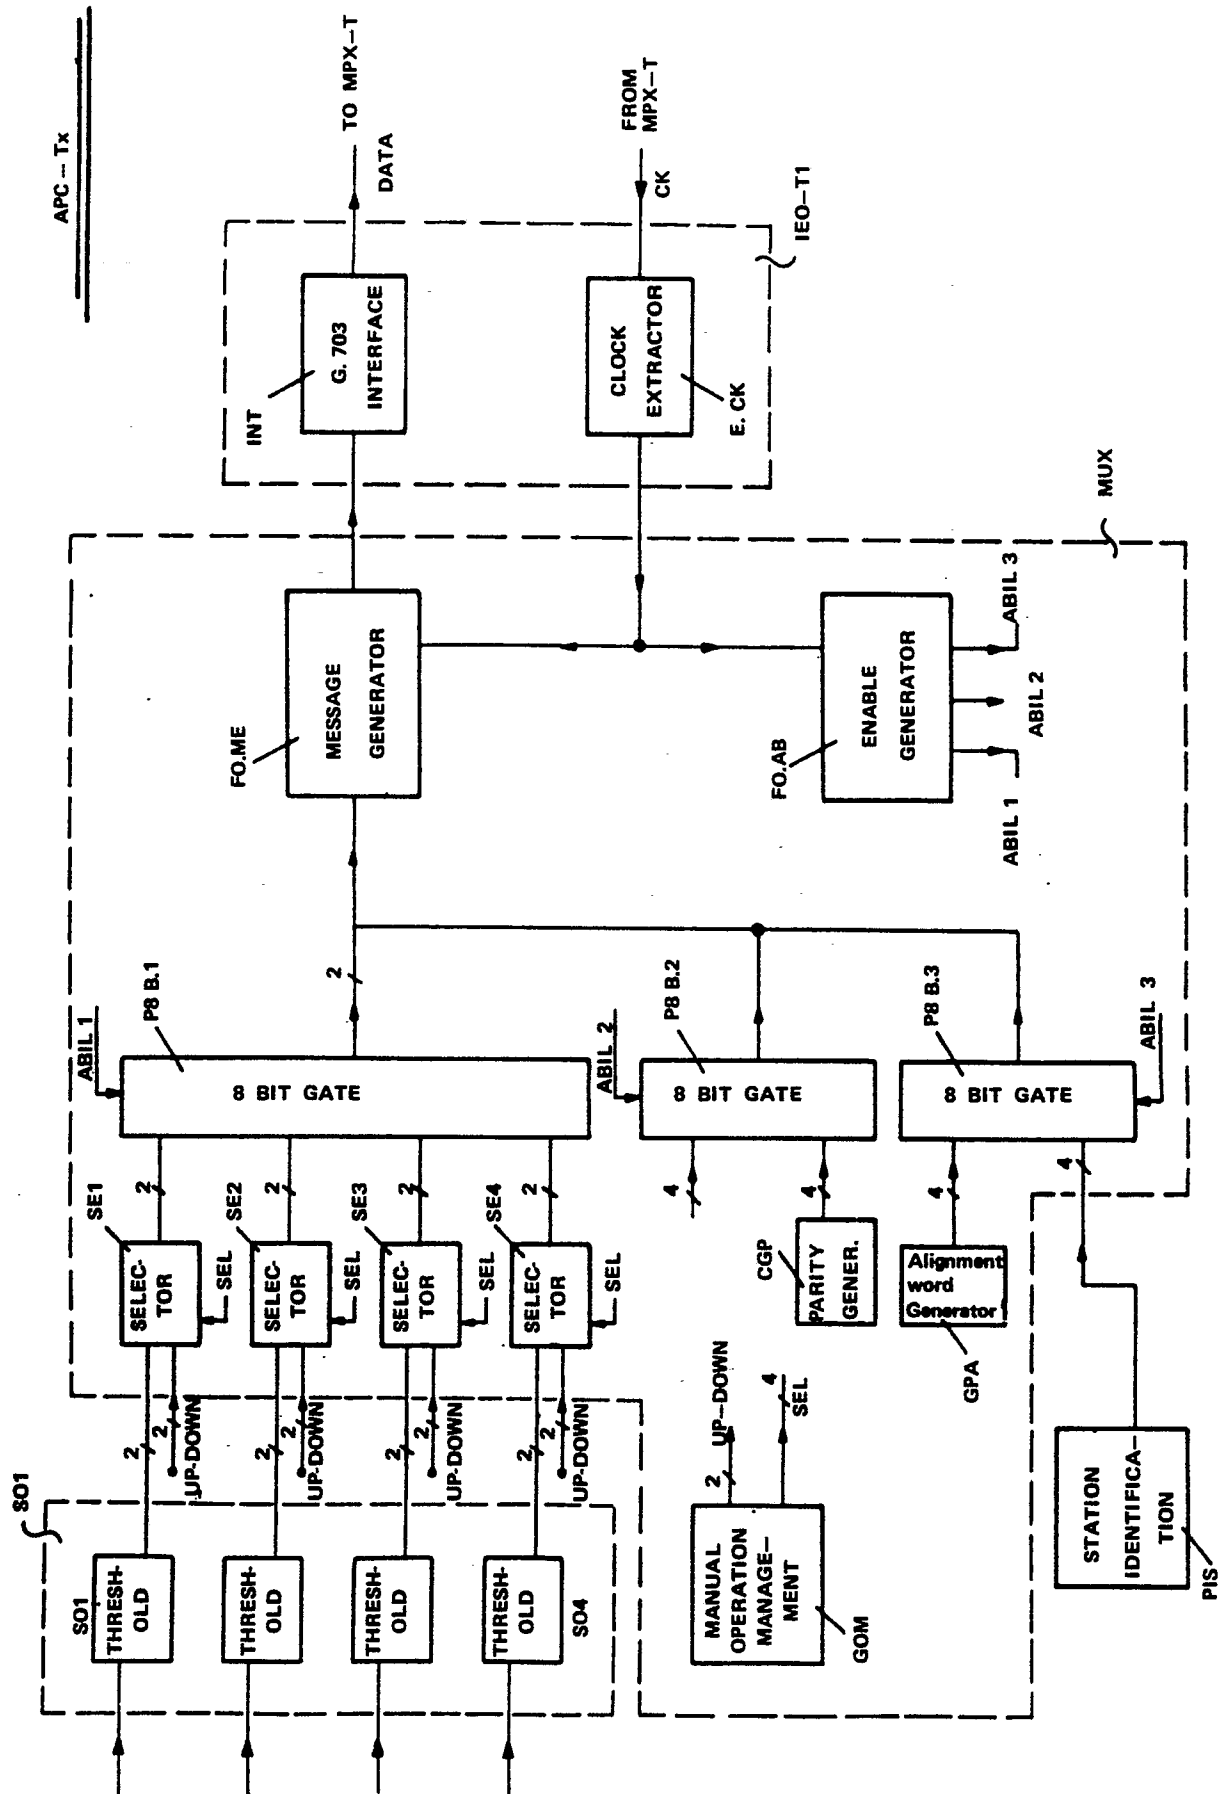 APC – Tx
TO MPX–T
DATA
FROM
MPX–T
CK
IEO–T1
G. 703
INTERFACE
INT
CLOCK
EXTRACTOR
E. CK
MUX
MESSAGE
GENERATOR
FO.ME
ENABLE
GENERATOR
FO.AB
ABIL 1
ABIL 2
ABIL 3
2
P8 B.1
ABIL 1
8 BIT GATE
P8 B.2
ABIL 2
8 BIT GATE
P8 B.3
ABIL 3
8 BIT GATE
2
2
2
2
4
4
4
4
SE1
SELEC-
TOR
SEL
SE2
SELEC-
TOR
SEL
SE3
SELEC-
TOR
SEL
SE4
SELEC-
TOR
SEL
CGP
PARITY
GENER.
Alignment
word
Generator
GPA
2
2
UP-DOWN
2
2
UP-DOWN
2
2
UP-DOWN
2
2
UP-DOWN
2
UP–DOWN
4
SEL
SO1
SO1
THRESH-
OLD
THRESH-
OLD
THRESH-
OLD
THRESH-
OLD
SO4
MANUAL
OPERATION
MANAGE—
MENT
GOM
STATION
IDENTIFICA—
TION
PIS